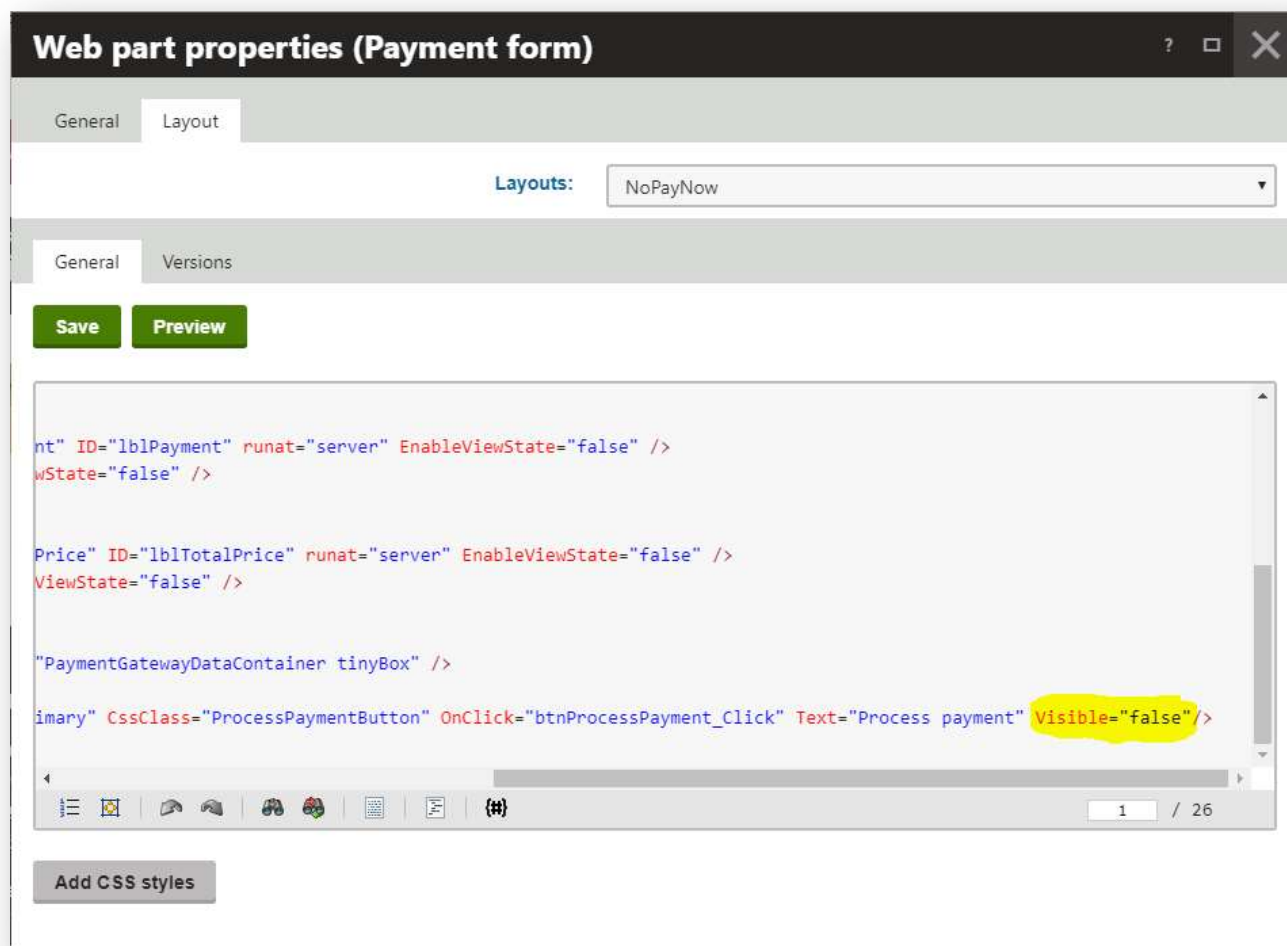 Web part properties (Payment form)
?
General Layout
Layouts: NoPayNow
General Versions
Save Preview
nt" ID="lblPayment" runat="server" EnableViewState="false" />
wState="false" />
Price" ID="lblTotalPrice" runat="server" EnableViewState="false" />
ViewState="false" />
"PaymentGatewayDataContainer tinyBox" />
imary" CssClass="ProcessPaymentButton" OnClick="btnProcessPayment_Click" Text="Process payment" Visible="false"/>
{#} 1 / 26
Add CSS styles